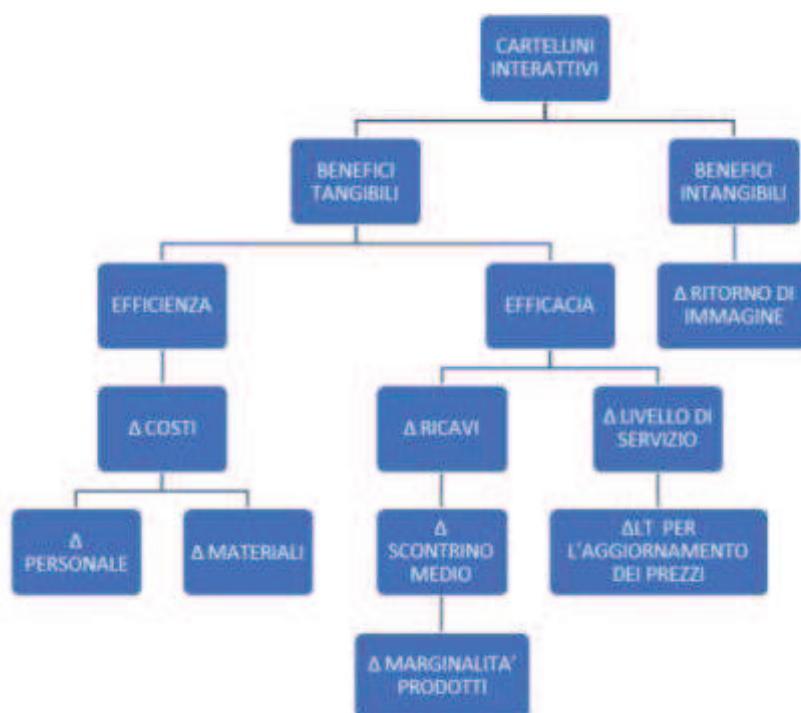 CARTELLINI
INTERATTIVI
BENEFICI
TANGIBILI
BENEFICI
INTANGIBILI
EFFICIENZA
EFFICACIA
Δ RITORNO DI
IMMAGINE
Δ COSTI
Δ RICAVI
Δ LIVELLO DI
SERVIZIO
Δ
PERSONALE
Δ MATERIALI
Δ
SCONTRINO
MEDIO
ΔLT PER
L'AGGIORNAMENTO
DEI PREZZI
Δ MARGINALITA'
PRODOTTI